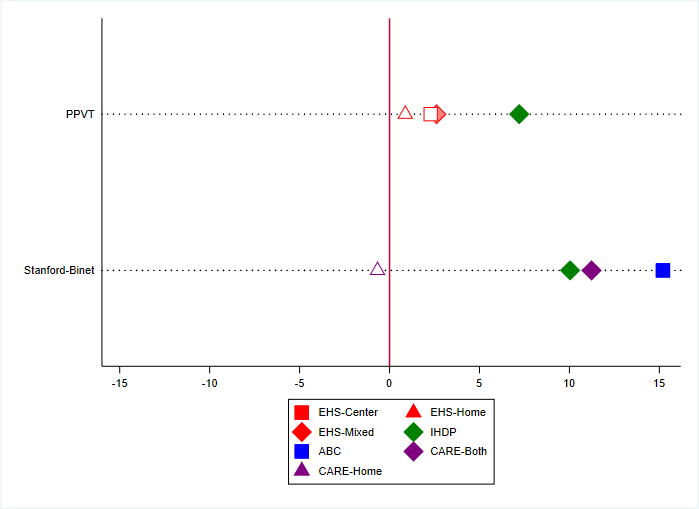 PPVT
Stanford-Binet
-15 -10 -5 0 5 10 15
EHS-Center EHS-Home
EHS-Mixed IHDP
ABC CARE-Both
CARE-Home